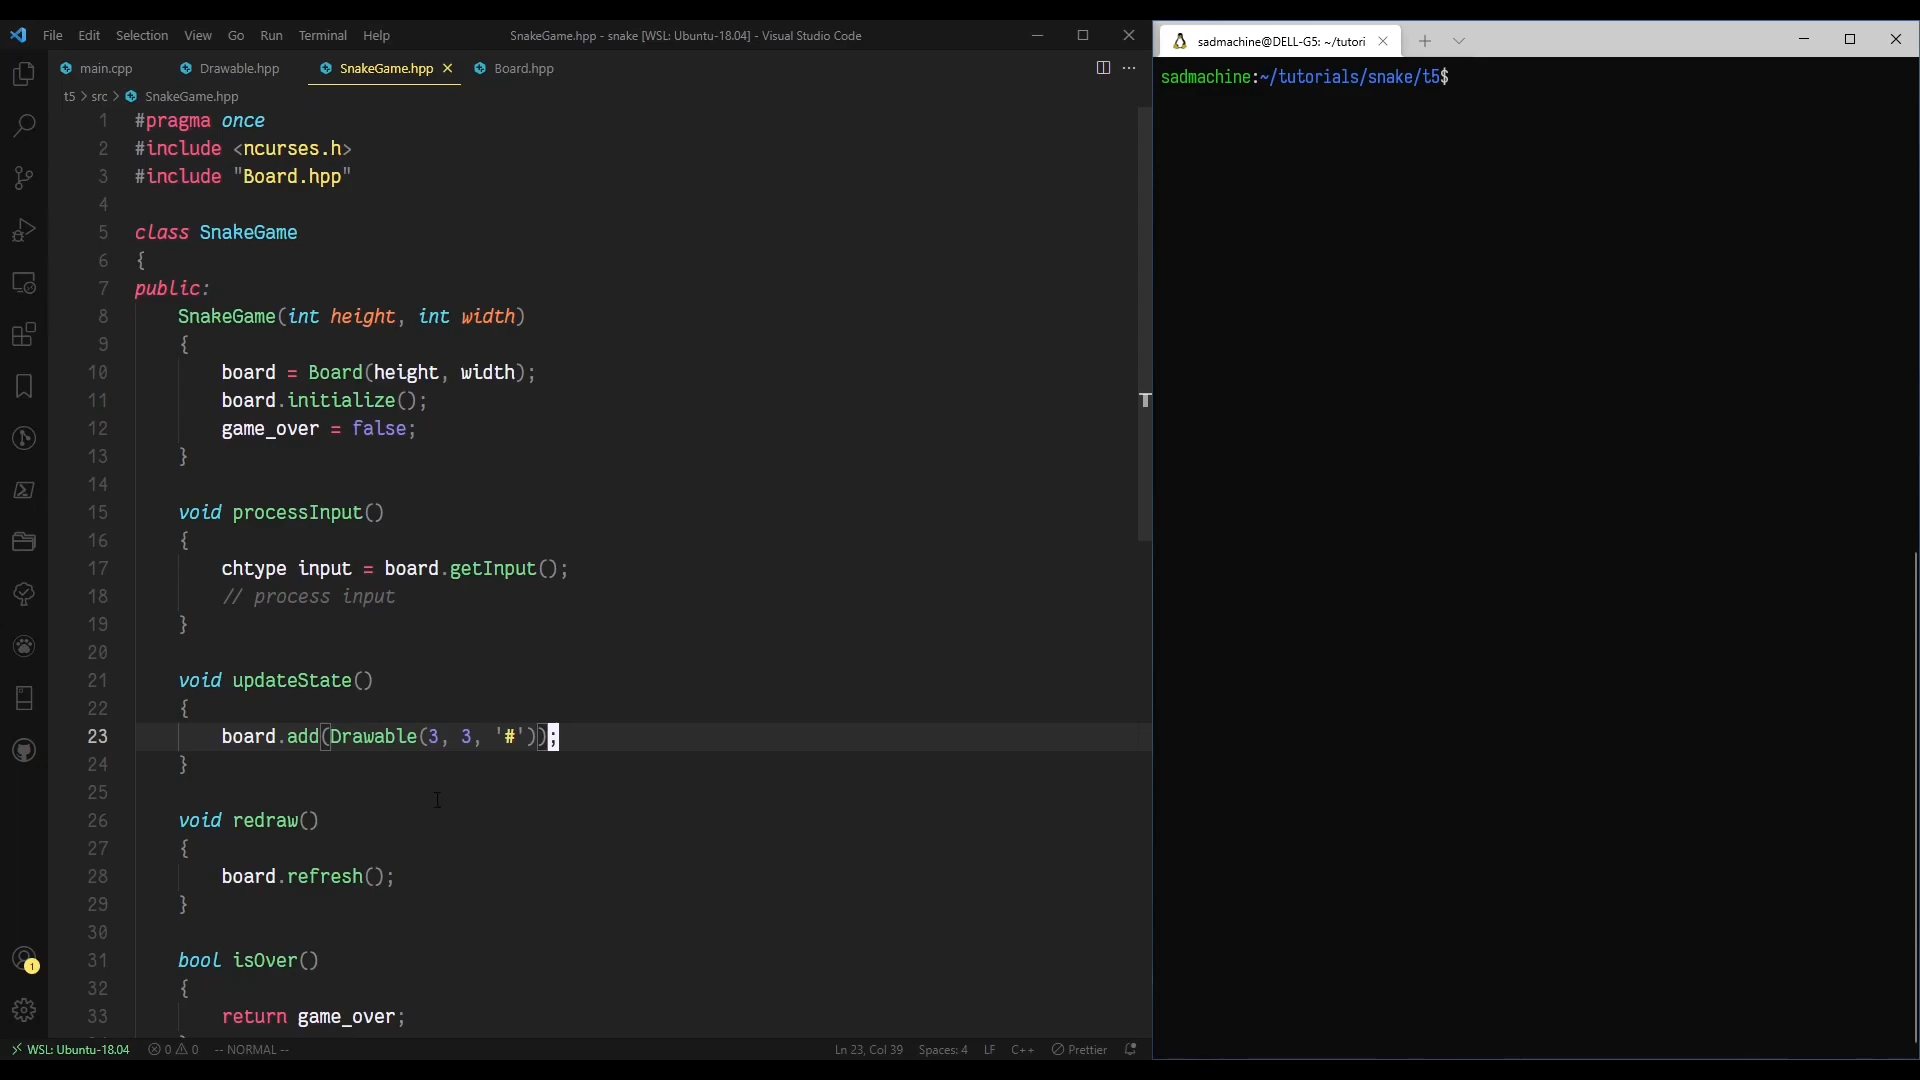 File Edit Selection View Go Run Terminal Help
SnakeGame.hpp - snake [WSL: Ubuntu-18.04] - Visual Studio Code
main.cpp Drawable.hpp SnakeGame.hpp Board.hpp
t5 > src > SnakeGame.hpp
1 #pragma once
2 #include <ncurses.h>
3 #include "Board.hpp"
4
5 class SnakeGame
6 {
7 public:
8 SnakeGame(int height, int width)
9 {
10 board = Board(height, width);
11 board.initialize();
12 game_over = false;
13 }
14
15 void processInput()
16 {
17 chtype input = board.getInput();
18 // process input
19 }
20
21 void updateState()
22 {
23 board.add(Drawable(3, 3, '#'));
24 }
25
26 void redraw()
27 {
28 board.refresh();
29 }
30
31 bool isOver()
32 {
33 return game_over;
1
WSL: Ubuntu-18.04 0 0 -- NORMAL -- Ln 23, Col 39 Spaces: 4 LF C++ Prettier
sadmachine@DELL-G5: ~/tutori
sadmachine:~/tutorials/snake/t5$